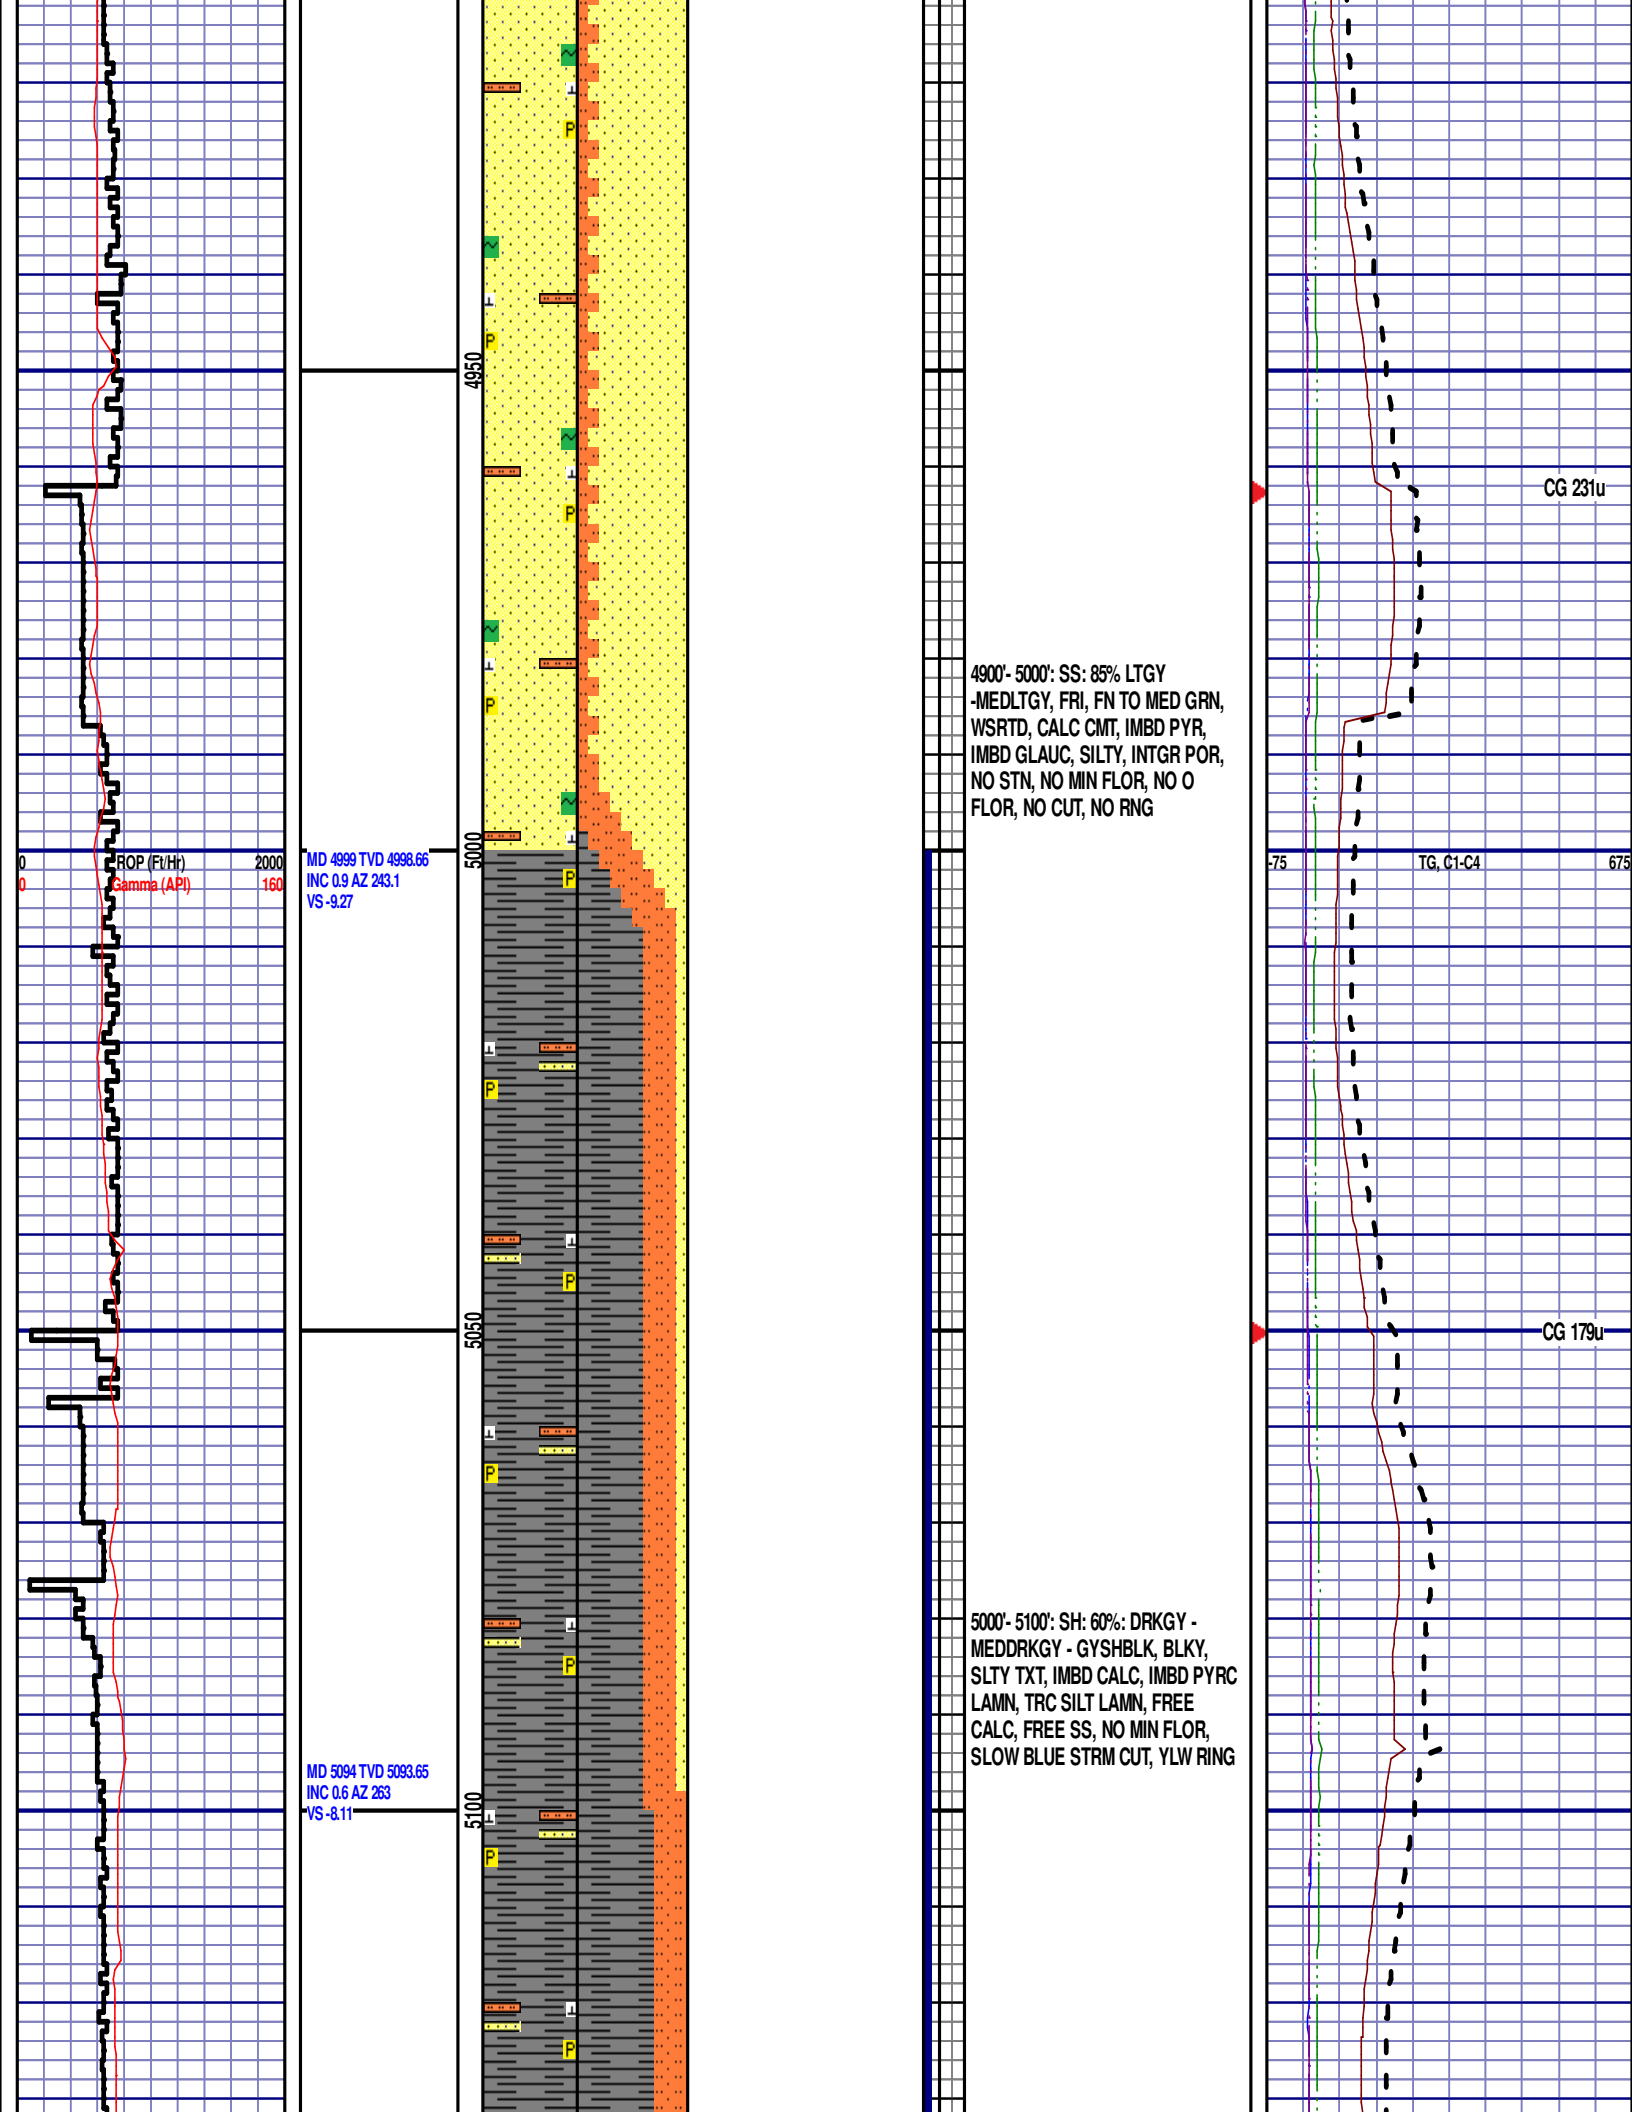 4950
CG 231u
4900'- 5000': SS: 85% LTGY
-MEDLTGY, FRI, FN TO MED GRN,
WSRTD, CALC CMT, IMBD PYR,
IMBD GLAUC, SILTY, INTGR POR,
NO STN, NO MIN FLOR, NO O
FLOR, NO CUT, NO RNG
5000
0 ROP (Ft/Hr) 2000
0 Gamma (API) 160
MD 4999 TVD 4998.66
INC 0.9 AZ 243.1
VS -9.27
-75 TG, C1-C4 675
5050
CG 179u
5000'- 5100': SH: 60%: DRKGY -
MEDDRKGY - GYSHBLK, BLKY,
SLTY TXT, IMBD CALC, IMBD PYRC
LAMN, TRC SILT LAMN, FREE
CALC, FREE SS, NO MIN FLOR,
SLOW BLUE STRM CUT, YLW RING
MD 5094 TVD 5093.65
INC 0.6 AZ 263
VS -8.11
5100
P
P
P
P
P
P
P
P
P
P
P